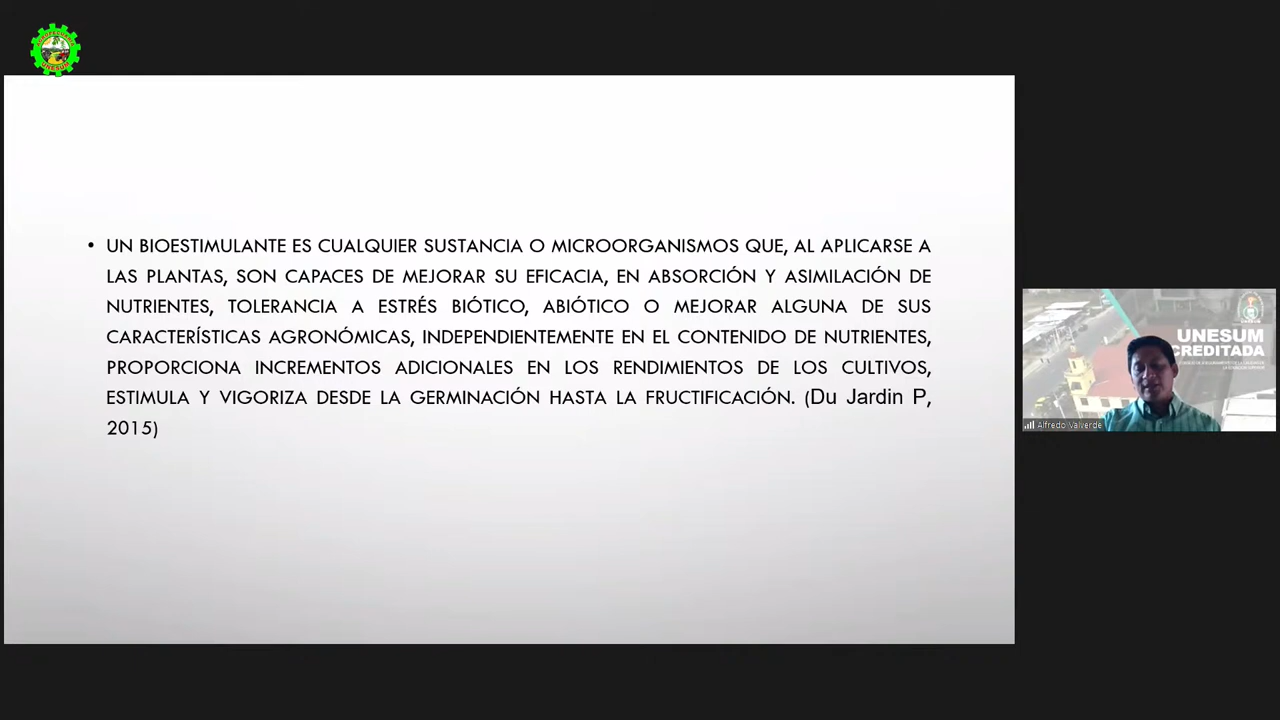 • UN BIOESTIMULANTE ES CUALQUIER SUSTANCIA O MICROORGANISMOS QUE, AL APLICARSE A
LAS PLANTAS, SON CAPACES DE MEJORAR SU EFICACIA, EN ABSORCIÓN Y ASIMILACIÓN DE
NUTRIENTES, TOLERANCIA A ESTRÉS BIÓTICO, ABIÓTICO O MEJORAR ALGUNA DE SUS
CARACTERÍSTICAS AGRONÓMICAS, INDEPENDIENTEMENTE EN EL CONTENIDO DE NUTRIENTES,
PROPORCIONA INCREMENTOS ADICIONALES EN LOS RENDIMIENTOS DE LOS CULTIVOS,
ESTIMULA Y VIGORIZA DESDE LA GERMINACIÓN HASTA LA FRUCTIFICACIÓN. (Du Jardin P,
2015)
UNESUM
CREDITADA
Alfredo Valverde